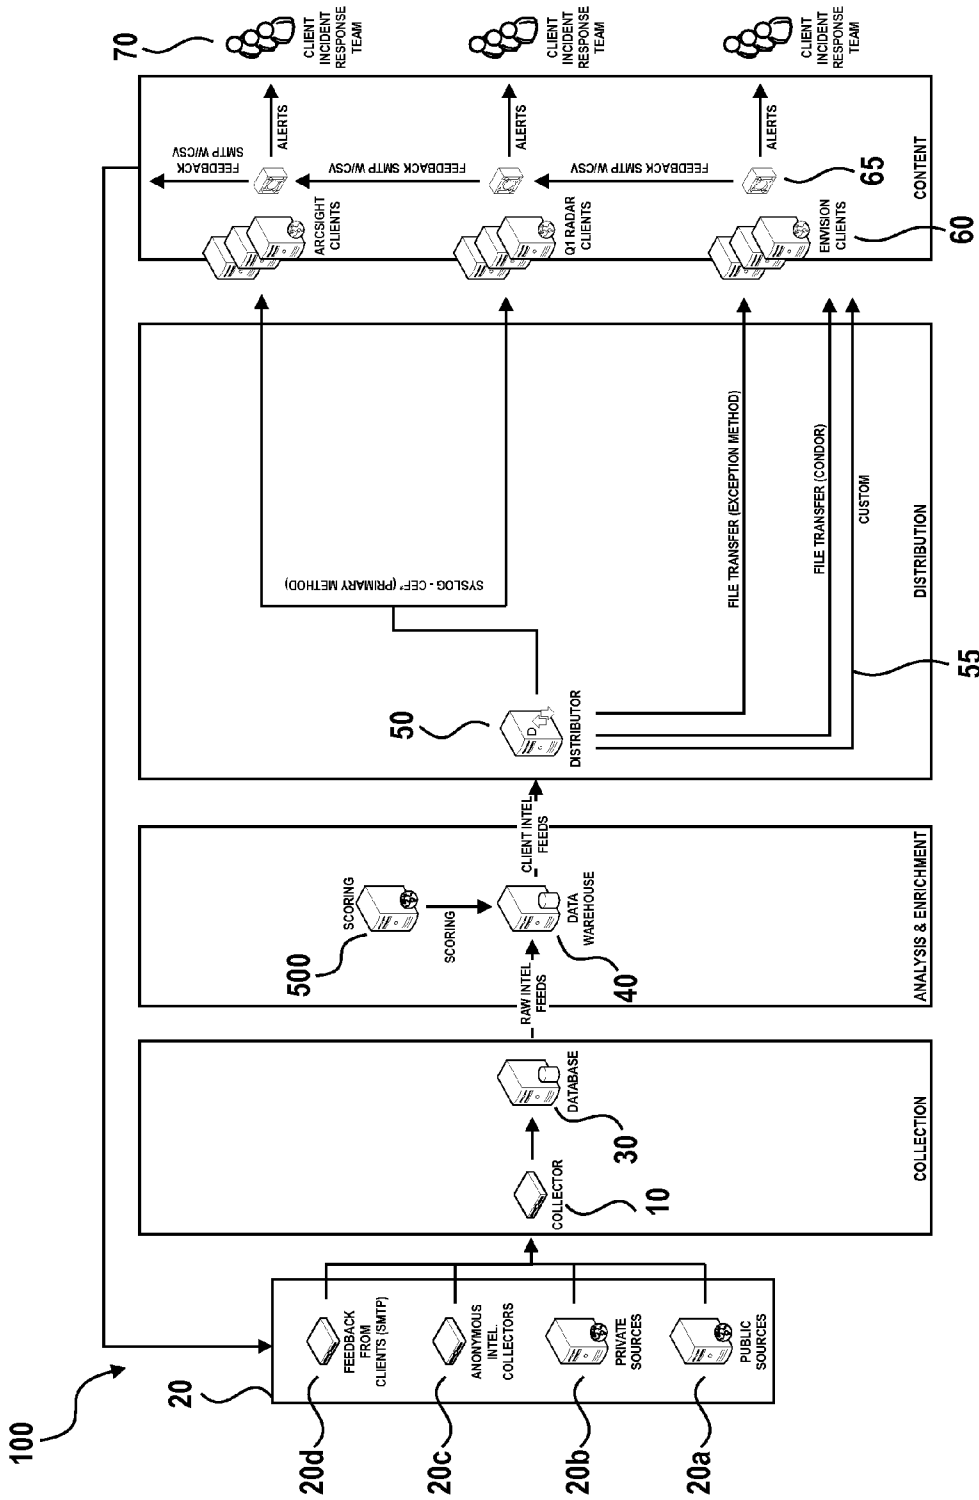 100
20
20d
20c
20b
20a
FEEDBACK
FROM
CLIENTS (SMTP)
ANONYMOUS
INTEL.
COLLECTORS
PRIVATE
SOURCES
PUBLIC
SOURCES
COLLECTOR
10
DATABASE
30
COLLECTION
RAW INTEL
FEEDS
SCORING
500
SCORING
DATA
WAREHOUSE
40
ANALYSIS & ENRICHMENT
CLIENT INTEL
FEEDS
50
D
DISTRIBUTOR
SYSLOG - CEF* (PRIMARY METHOD)
FILE TRANSFER (EXCEPTION METHOD)
FILE TRANSFER (CONDOR)
CUSTOM
55
DISTRIBUTION
ARCSIGHT
CLIENTS
Q1 RADAR
CLIENTS
ENVISION
CLIENTS
60
FEEDBACK
SMTP W/CSV
FEEDBACK SMTP W/CSV
FEEDBACK SMTP W/CSV
65
ALERTS
ALERTS
ALERTS
CONTENT
70
CLIENT
INCIDENT
RESPONSE
TEAM
CLIENT
INCIDENT
RESPONSE
TEAM
CLIENT
INCIDENT
RESPONSE
TEAM